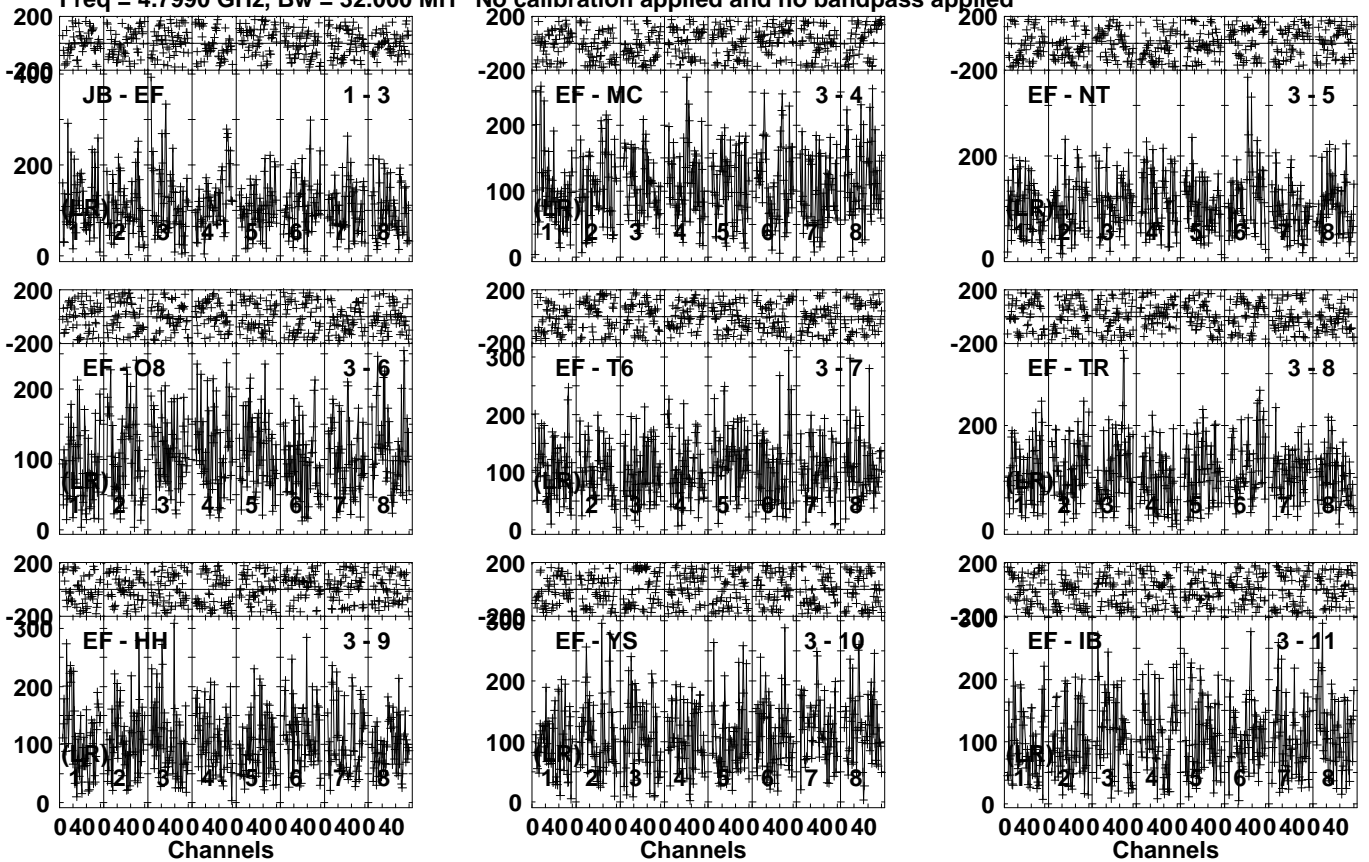 Freq = 4.7990 GHz, Bw = 32.000 MH No calibration applied and no bandpass applied
200
-200
400
200
0
JB - EF 1 - 3
(LR)
1 2 3 4 5 6 7 8
200
-200
200
100
0
EF - MC 3 - 4
(LR)
1 2 3 4 5 6 7 8
200
-200
200
0
EF - NT 3 - 5
(LR)
1 2 3 4 5 6 7 8
200
-200
200
100
0
EF - O8 3 - 6
(LR)
1 2 3 4 5 6 7 8
200
-200
300
200
100
0
EF - T6 3 - 7
(LR)
1 2 3 4 5 6 7 8
200
-200
200
0
EF - TR 3 - 8
(LR)
1 2 3 4 5 6 7 8
200
-200
300
200
100
0
EF - HH 3 - 9
(LR)
1 2 3 4 5 6 7 8
200
-200
300
200
100
0
EF - YS 3 - 10
(LR)
1 2 3 4 5 6 7 8
200
-200
300
200
100
0
EF - IB 3 - 11
(LR)
1 2 3 4 5 6 7 8
0 40 0 40 0 40 0 40 0 40 0 40 0 40 0 40
0 40 0 40 0 40 0 40 0 40 0 40 0 40 0 40
0 40 0 40 0 40 0 40 0 40 0 40 0 40 0 40
Channels
Channels
Channels